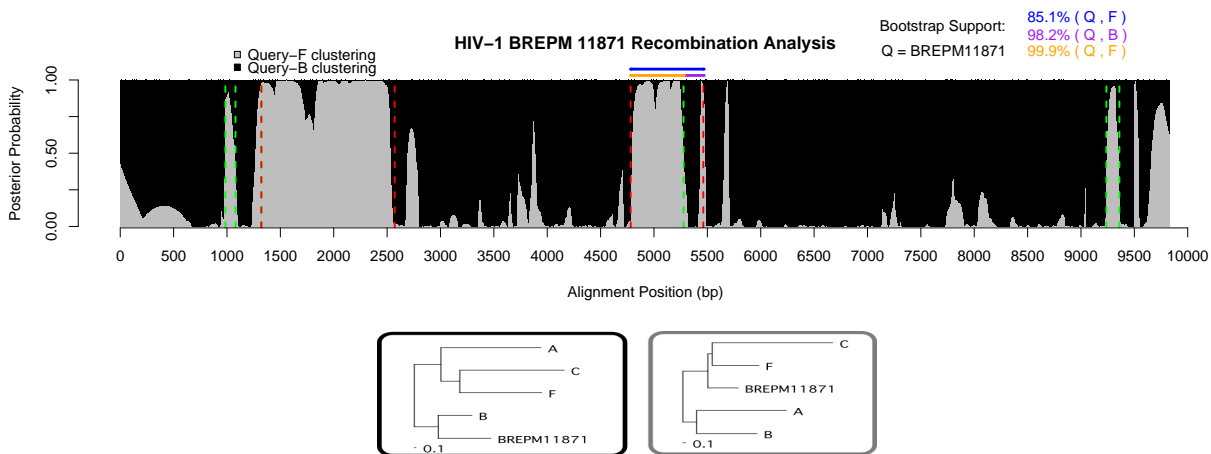 Bootstrap Support:
85.1% ( Q , F )
98.2% ( Q , B )
Q = BREPM11871
99.9% ( Q , F )
HIV−1 BREPM 11871 Recombination Analysis
Query−F clustering
Query−B clustering
Posterior Probability
1.00
0.50
0.00
0 500 1000 1500 2000 2500 3000 3500 4000 4500 5000 5500 6000 6500 7000 7500 8000 8500 9000 9500 10000
Alignment Position (bp)
A
C
F
B
BREPM11871
0.1
C
F
BREPM11871
A
B
0.1